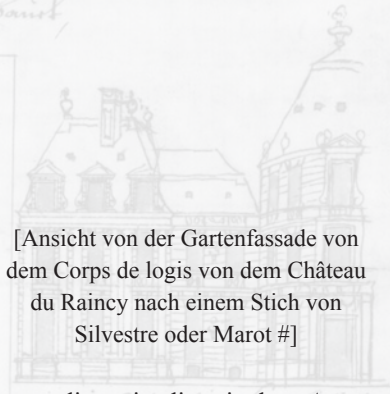 [Ansicht von der Gartenfassade von
dem Corps de logis von dem Château
du Raincy nach einem Stich von
Silvestre oder Marot #]